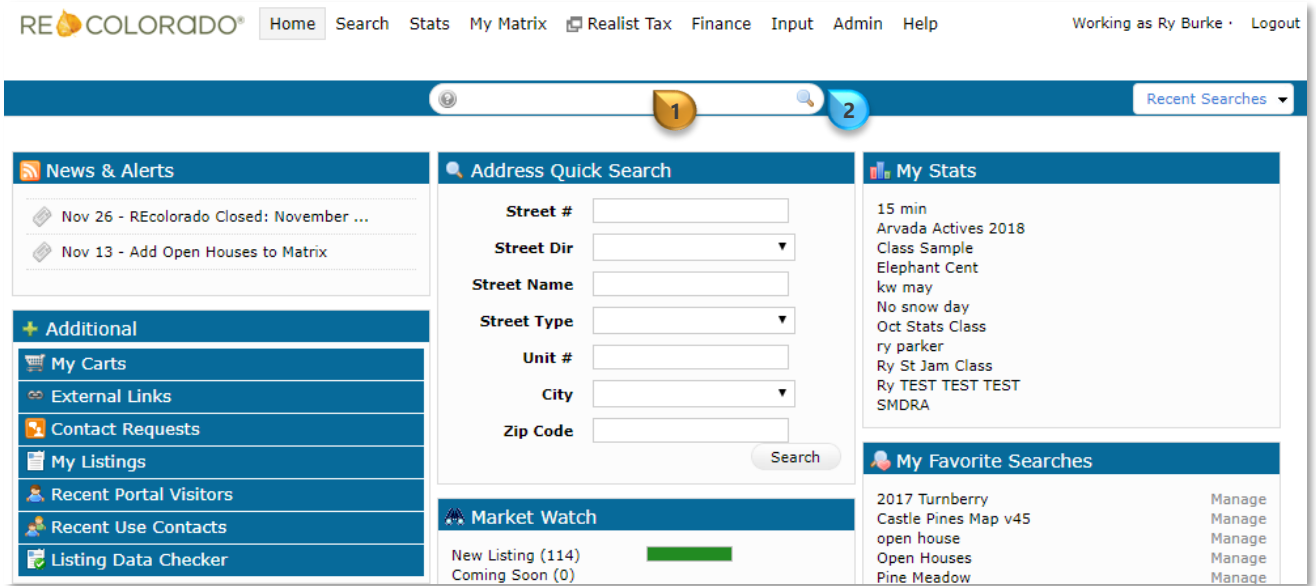 RECOLORADO® Home Search Stats My Matrix Realist Tax Finance Input Admin Help Working as Ry Burke · Logout
1 2 Recent Searches
News & Alerts
Nov 26 - REcolorado Closed: November ...
Nov 13 - Add Open Houses to Matrix
Additional
My Carts
External Links
Contact Requests
My Listings
Recent Portal Visitors
Recent Use Contacts
Listing Data Checker
Address Quick Search
Street #
Street Dir
Street Name
Street Type
Unit #
City
Zip Code
Search
Market Watch
New Listing (114)
Coming Soon (0)
My Stats
15 min
Arvada Actives 2018
Class Sample
Elephant Cent
kw may
No snow day
Oct Stats Class
ry parker
Ry St Jam Class
Ry TEST TEST TEST
SMDRA
My Favorite Searches
2017 Turnberry Manage
Castle Pines Map v45 Manage
open house Manage
Open Houses Manage
Pine Meadow Manage